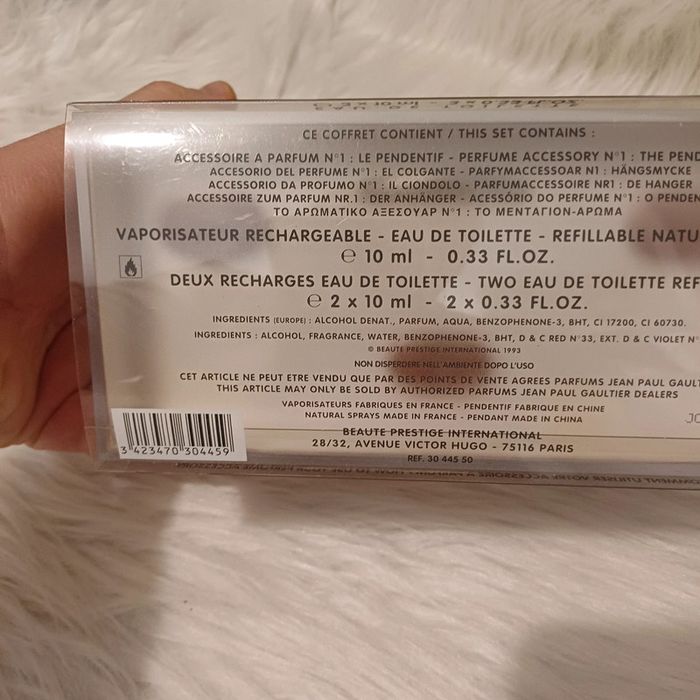 CE COFFRET CONTIENT / THIS SET CONTAINS :
ACCESSOIRE A PARFUM N°1 : LE PENDENTIF - PERFUME ACCESSORY N°1 : THE PEND
ACCESORIO DEL PERFUME N°1 : EL COLGANTE - PARFYMACCESSOAR N1 : HÄNGSMYCKE
ACCESSORIO DA PROFUMO N°1 : IL CIONDOLO - PARFUMACCESSOIRE NR1 : DE HANGER
ACCESSOIRE ZUM PARFUM NR.1 : DER ANHÄNGER - ACESSÓRIO DO PERFUME N°1 : O PENDEN
ΤΟ ΑΡΩΜΑΤΙΚΟ ΑΞΕΣΟΥΑΡ Ν°1 : ΤΟ ΜΕΝΤΑΓΙΟΝ-ΑΡΩΜΑ
VAPORISATEUR RECHARGEABLE - EAU DE TOILETTE - REFILLABLE NATU
℮ 10 ml - 0.33 FL.OZ.
DEUX RECHARGES EAU DE TOILETTE - TWO EAU DE TOILETTE REF
℮ 2 x 10 ml - 2 x 0.33 FL.OZ.
INGREDIENTS (EUROPE) : ALCOHOL DENAT., PARFUM, AQUA, BENZOPHENONE-3, BHT, CI 17200, CI 60730.
INGREDIENTS : ALCOHOL, FRAGRANCE, WATER, BENZOPHENONE-3, BHT, D & C RED N°33, EXT. D & C VIOLET N°
© BEAUTE PRESTIGE INTERNATIONAL 1993
NON DISPERDERE NELL'AMBIENTE DOPO L'USO
CET ARTICLE NE PEUT ETRE VENDU QUE PAR DES POINTS DE VENTE AGREES PARFUMS JEAN PAUL GAULT
THIS ARTICLE MAY ONLY BE SOLD BY AUTHORIZED PARFUMS JEAN PAUL GAULTIER DEALERS
VAPORISATEURS FABRIQUES EN FRANCE - PENDENTIF FABRIQUE EN CHINE
NATURAL SPRAYS MADE IN FRANCE - PENDANT MADE IN CHINA
BEAUTE PRESTIGE INTERNATIONAL
28/32, AVENUE VICTOR HUGO - 75116 PARIS
REF. 30 445 50
3 423470 304459